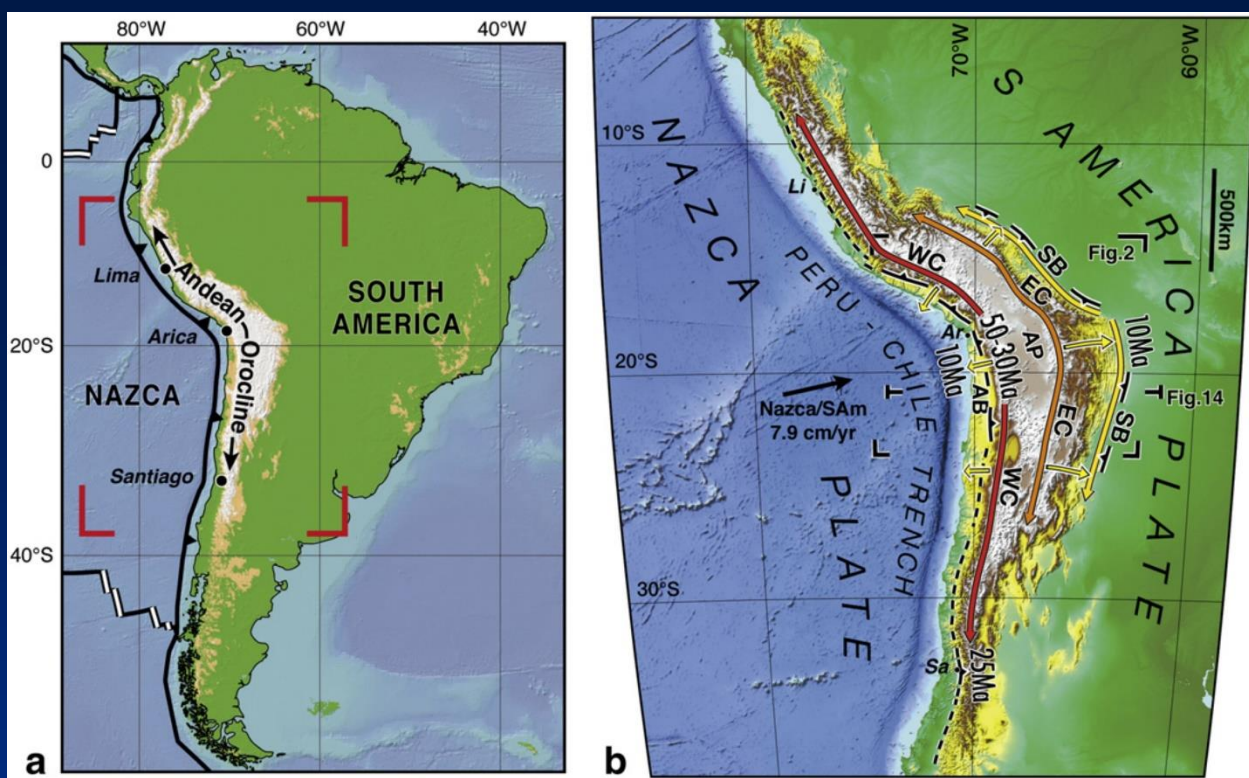 80°W
60°W
40°W
0
20°S
40°S
Lima
Arica
Santiago
Andean Orocline
SOUTH
AMERICA
NAZCA
a
10°S
20°S
30°S
70°W
60°W
S AMERICA PLATE
NAZCA PLATE
PERU - CHILE TRENCH
500km
Li
WC
EC
SB
Fig.2
AP
50-30Ma
Ar
10Ma
AB
10Ma
Nazca/SAm
7.9 cm/yr
EC
SB
Fig.14
WC
25Ma
Sa
b